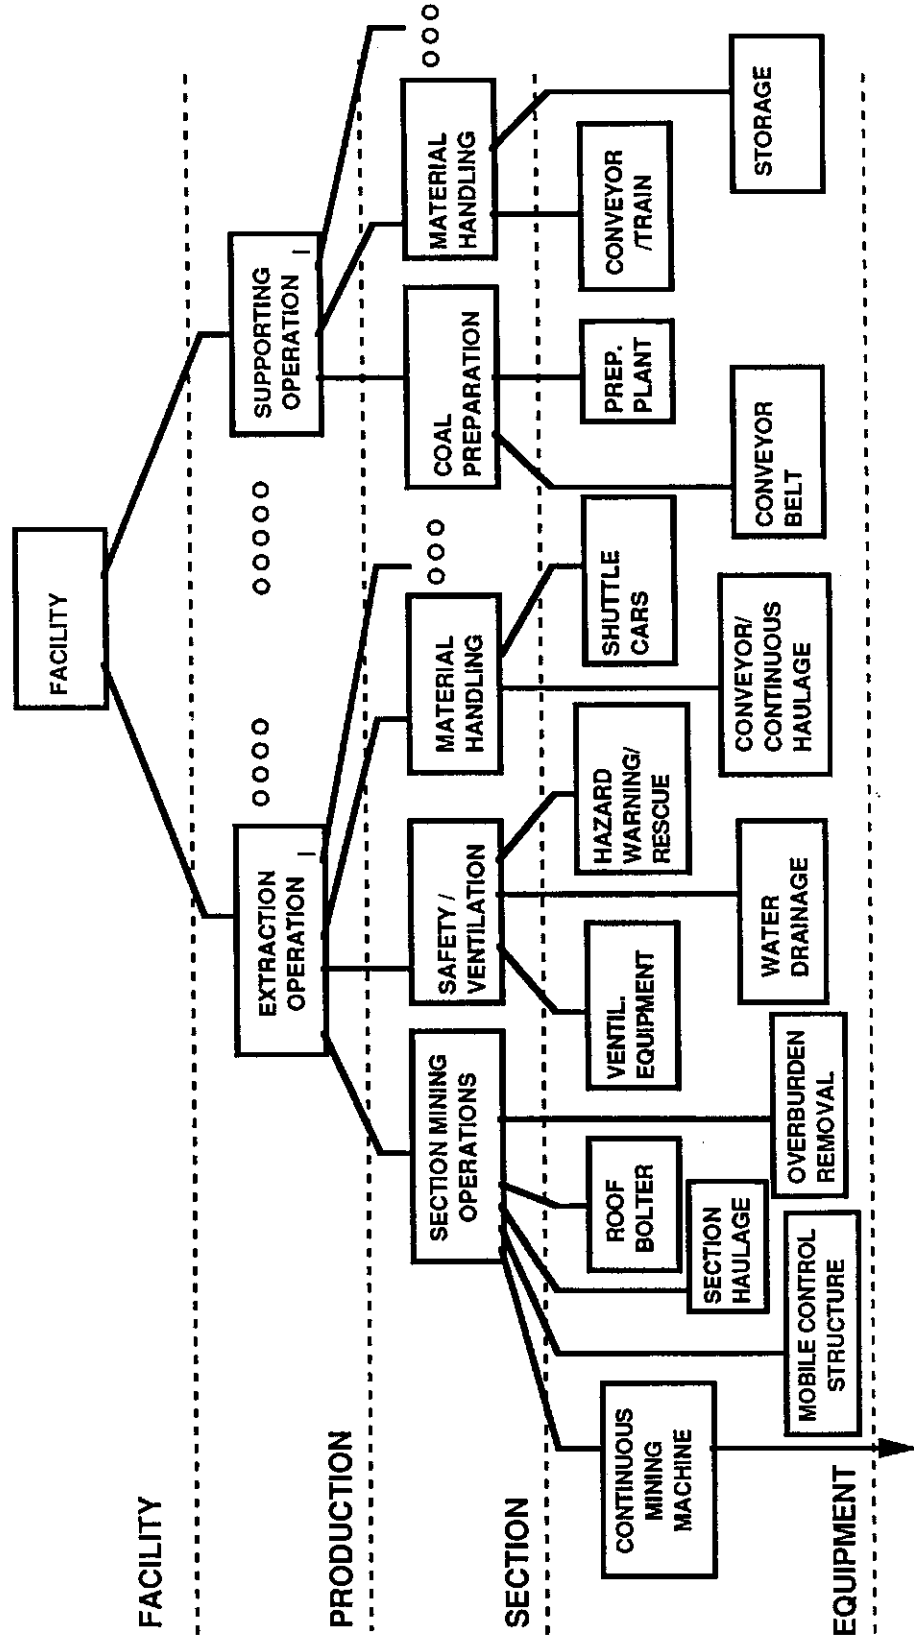 FACILITY
FACILITY
PRODUCTION
EXTRACTION
OPERATION
SUPPORTING
OPERATION
SECTION
SECTION MINING
OPERATIONS
SAFETY /
VENTILATION
MATERIAL
HANDLING
COAL
PREPARATION
MATERIAL
HANDLING
EQUIPMENT
CONTINUOUS
MINING
MACHINE
MOBILE CONTROL
STRUCTURE
SECTION
HAULAGE
ROOF
BOLTER
OVERBURDEN
REMOVAL
VENTIL.
EQUIPMENT
WATER
DRAINAGE
HAZARD
WARNING/
RESCUE
CONVEYOR/
CONTINUOUS
HAULAGE
SHUTTLE
CARS
CONVEYOR
BELT
PREP.
PLANT
CONVEYOR
/TRAIN
STORAGE